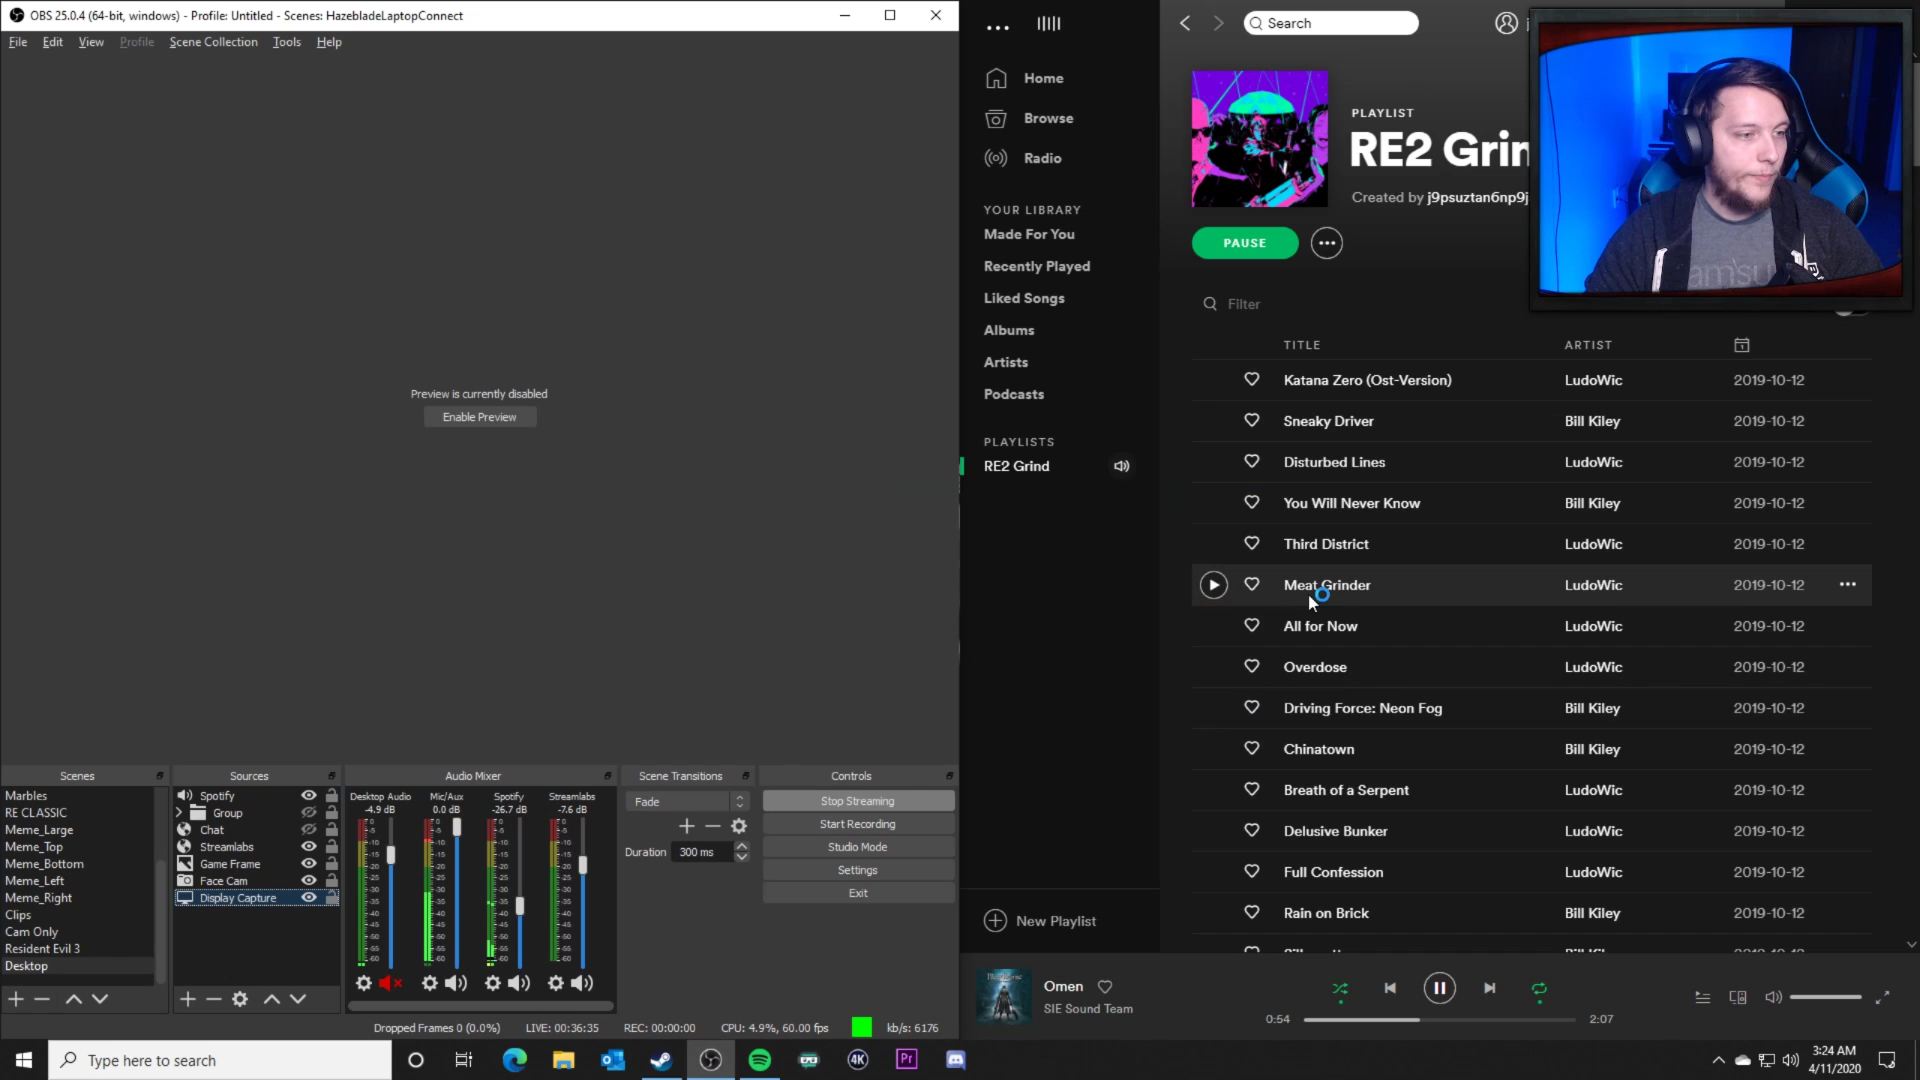 OBS 25.0.4 (64-bit, windows) - Profile: Untitled - Scenes: HazebladeLaptopConnect
File Edit View Profile Scene Collection Tools Help
Preview is currently disabled
Enable Preview
Scenes
Marbles
RE CLASSIC
Meme_Large
Meme_Top
Meme_Bottom
Meme_Left
Meme_Right
Clips
Cam Only
Resident Evil 3
Desktop
Sources
Spotify
Group
Chat
Streamlabs
Game Frame
Face Cam
Display Capture
Audio Mixer
Desktop Audio Mic/Aux Spotify Streamlabs
-4.9 dB 0.0 dB -26.7 dB -7.6 dB
Scene Transitions
Fade
Duration 300 ms
Controls
Stop Streaming
Start Recording
Studio Mode
Settings
Exit
Dropped Frames 0 (0.0%) LIVE: 00:36:35 REC: 00:00:00 CPU: 4.9%, 60.00 fps kb/s: 6176
Home
Browse
Radio
YOUR LIBRARY
Made For You
Recently Played
Liked Songs
Albums
Artists
Podcasts
PLAYLISTS
RE2 Grind
New Playlist
Search
PLAYLIST
RE2 Grin
Created by j9psuztan6np9j
PAUSE
Filter
TITLE ARTIST
Katana Zero (Ost-Version) LudoWic 2019-10-12
Sneaky Driver Bill Kiley 2019-10-12
Disturbed Lines LudoWic 2019-10-12
You Will Never Know Bill Kiley 2019-10-12
Third District LudoWic 2019-10-12
Meat Grinder LudoWic 2019-10-12
All for Now LudoWic 2019-10-12
Overdose LudoWic 2019-10-12
Driving Force: Neon Fog Bill Kiley 2019-10-12
Chinatown Bill Kiley 2019-10-12
Breath of a Serpent LudoWic 2019-10-12
Delusive Bunker LudoWic 2019-10-12
Full Confession LudoWic 2019-10-12
Rain on Brick Bill Kiley 2019-10-12
Omen
SIE Sound Team
0:54 2:07
Type here to search
4K
Pr
3:24 AM
4/11/2020